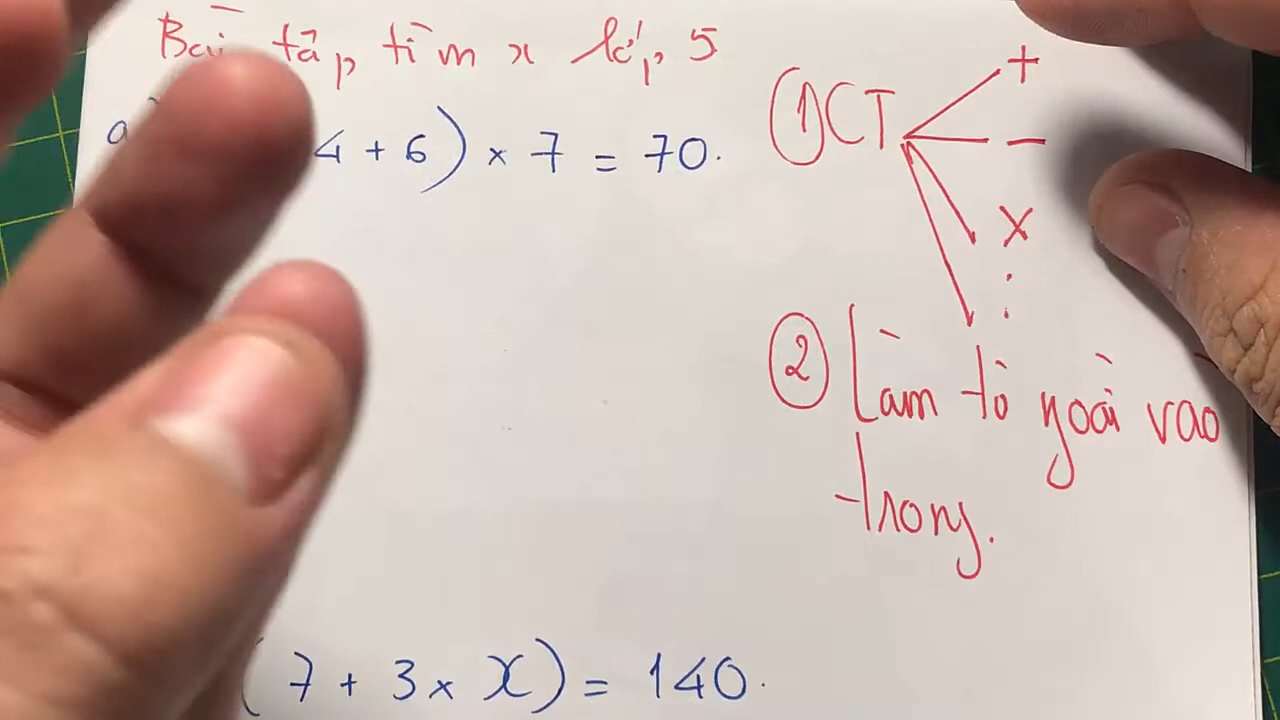 Bài tập tìm x lớp 5
a 4 + 6) × 7 = 70.
① CT + - × :
② Làm từ ngoài vao
trong.
( 7 + 3 × x) = 140.